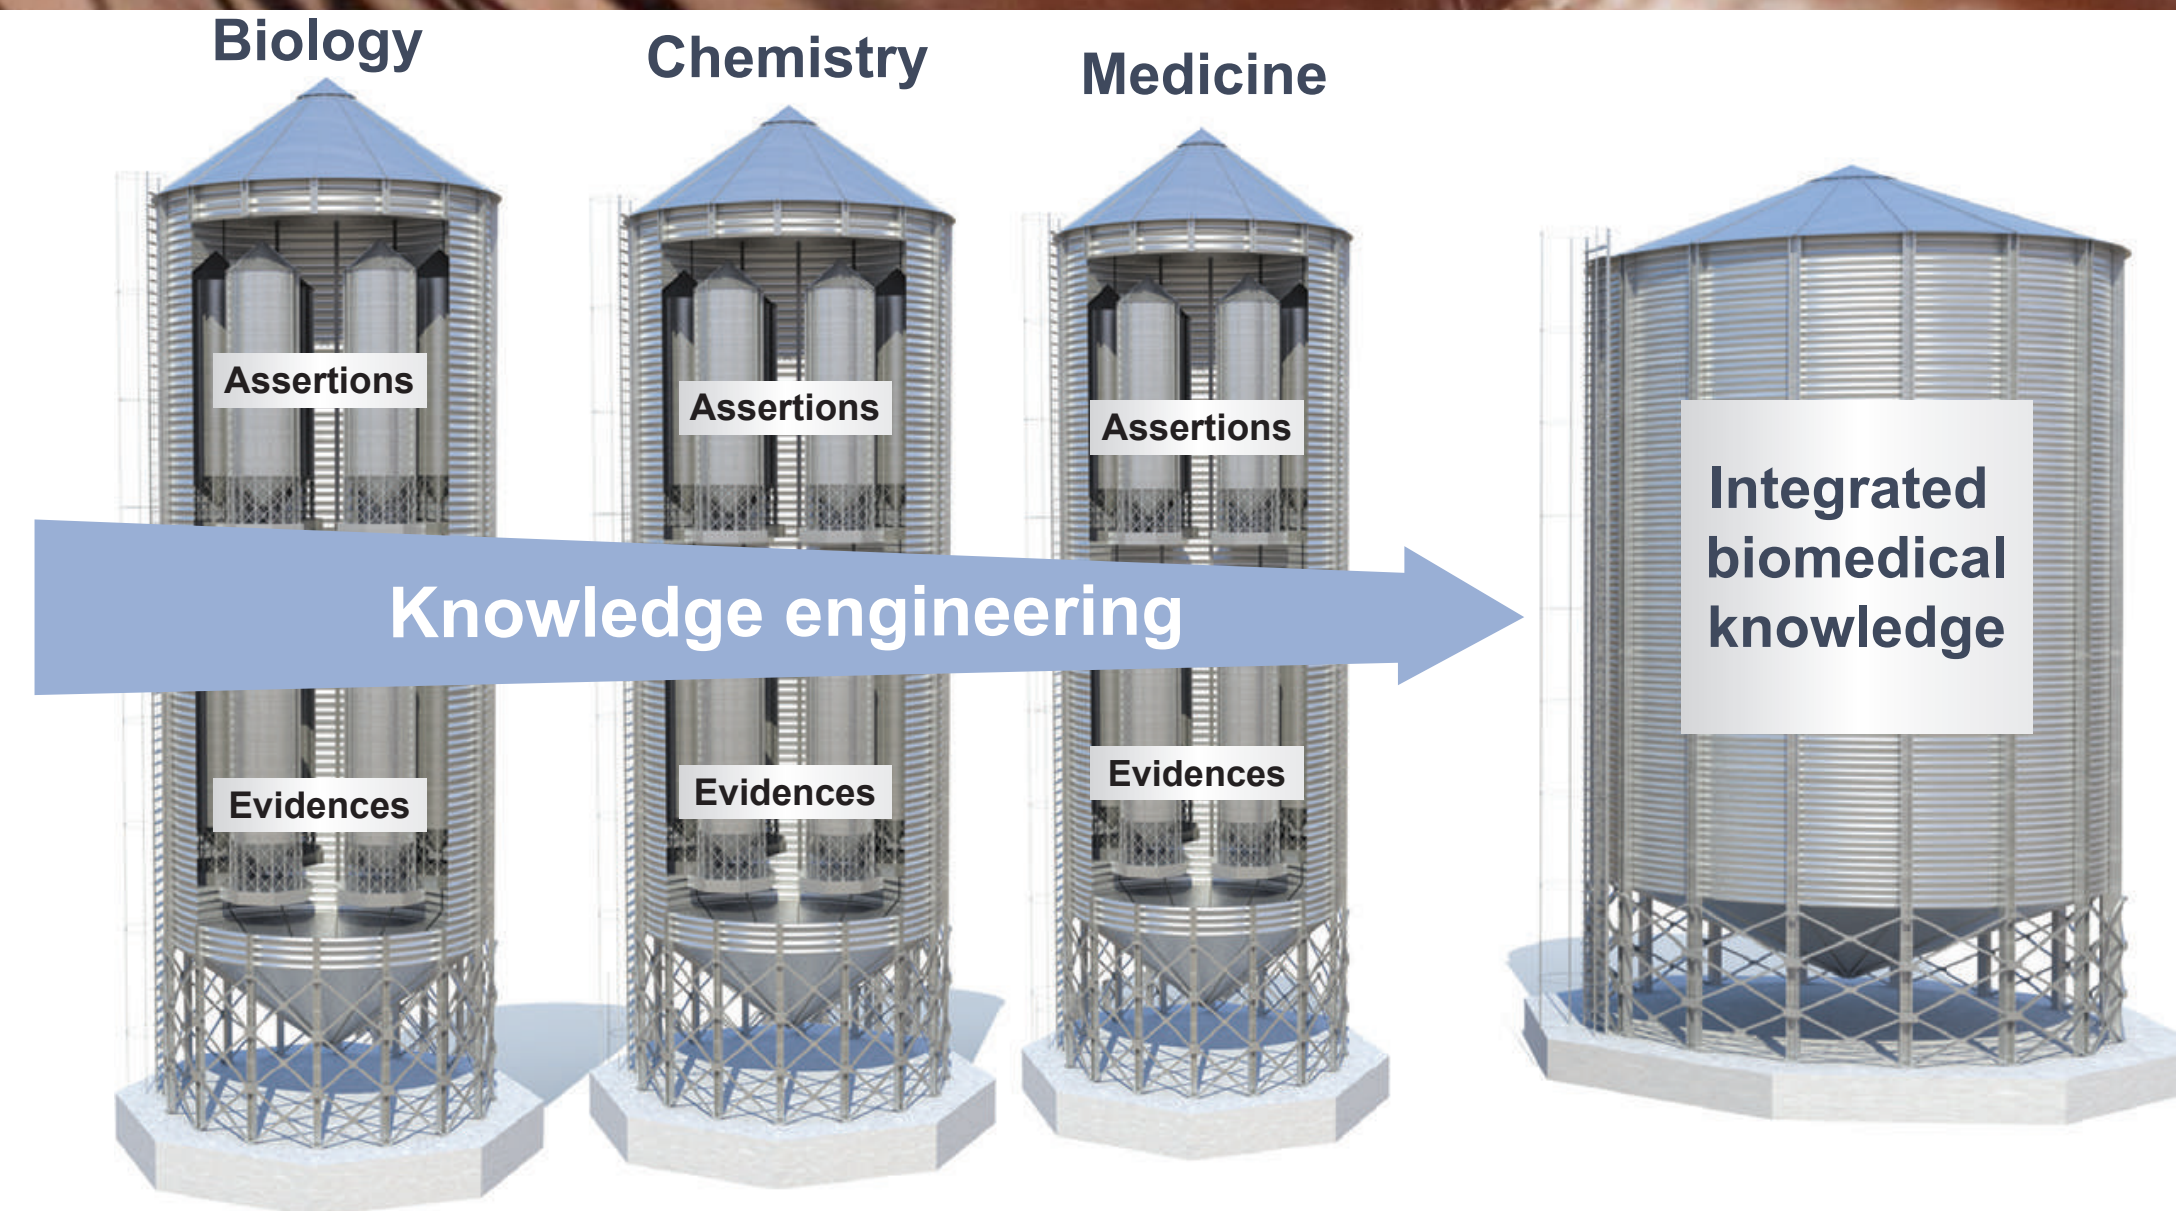 Biology
Chemistry
Medicine
Assertions
Assertions
Assertions
Knowledge engineering
Integrated
biomedical
knowledge
Evidences
Evidences
Evidences